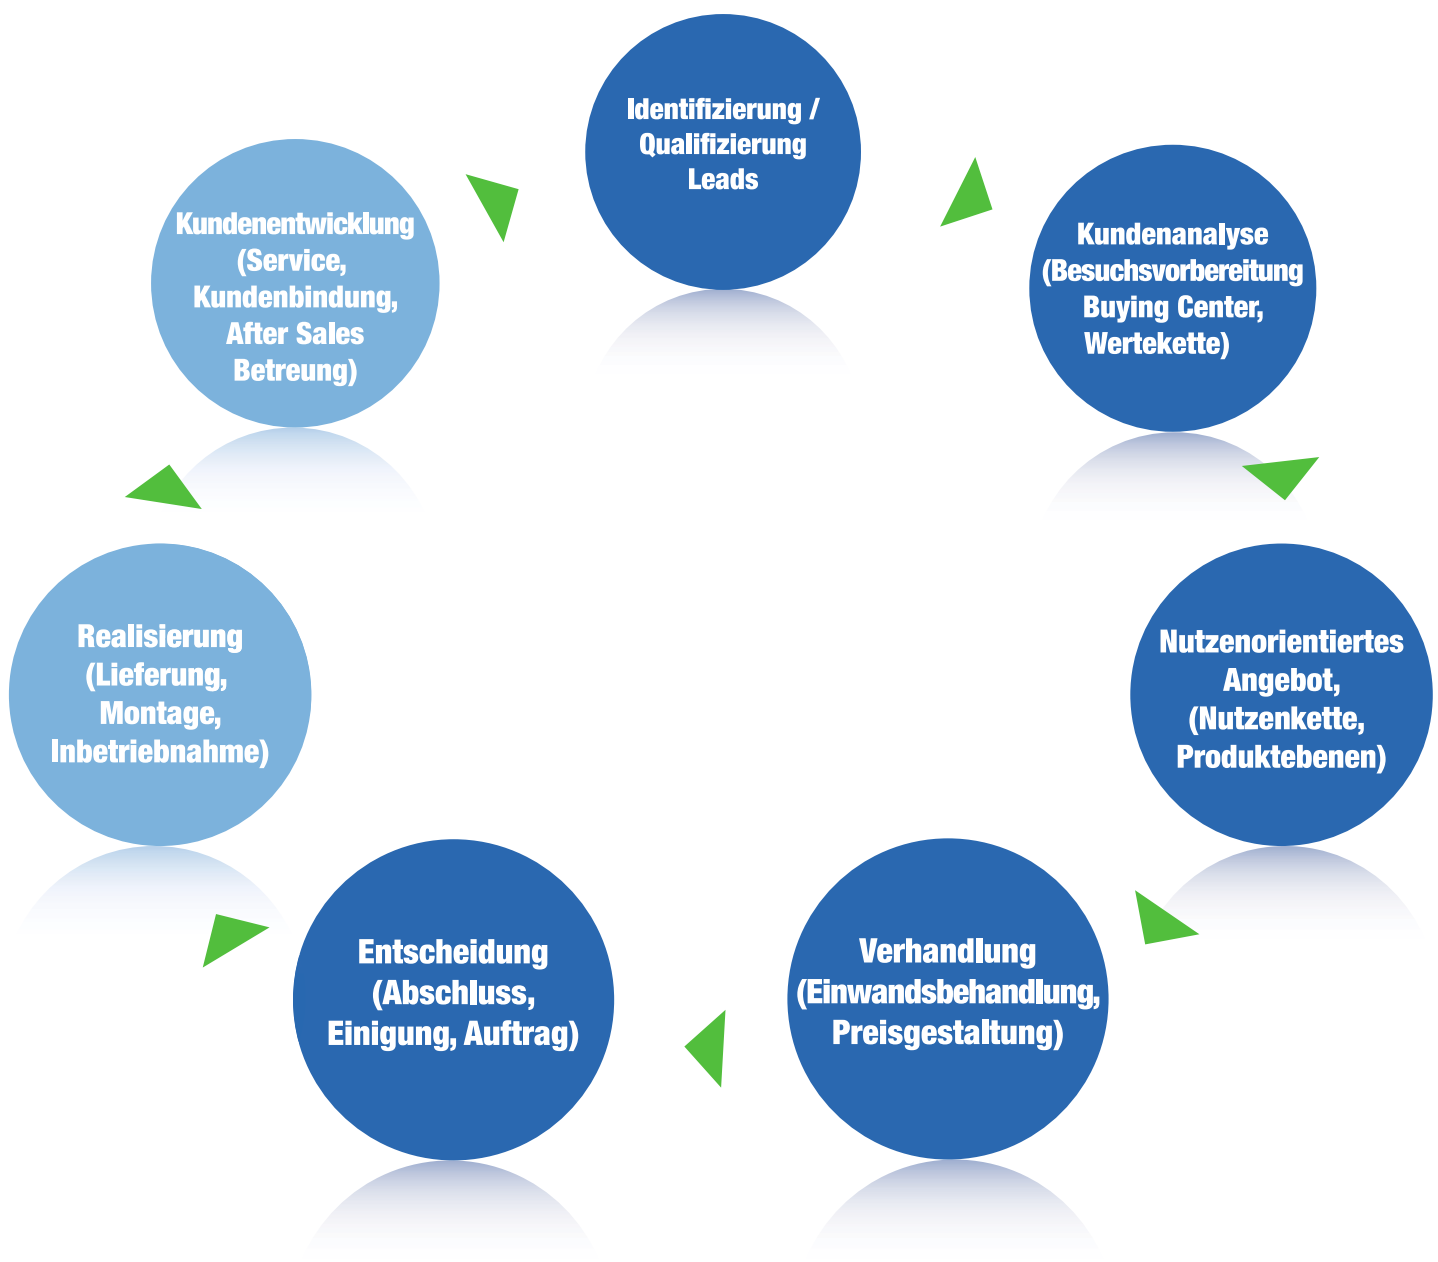 Identifizierung /
Qualifizierung
Leads
Kundenanalyse
(Besuchsvorbereitung
Buying Center,
Wertekette)
Nutzenorientiertes
Angebot,
(Nutzenkette,
Produktebenen)
Verhandlung
(Einwandsbehandlung,
Preisgestaltung)
Entscheidung
(Abschluss,
Einigung, Auftrag)
Realisierung
(Lieferung,
Montage,
Inbetriebnahme)
Kundenentwicklung
(Service,
Kundenbindung,
After Sales
Betreung)